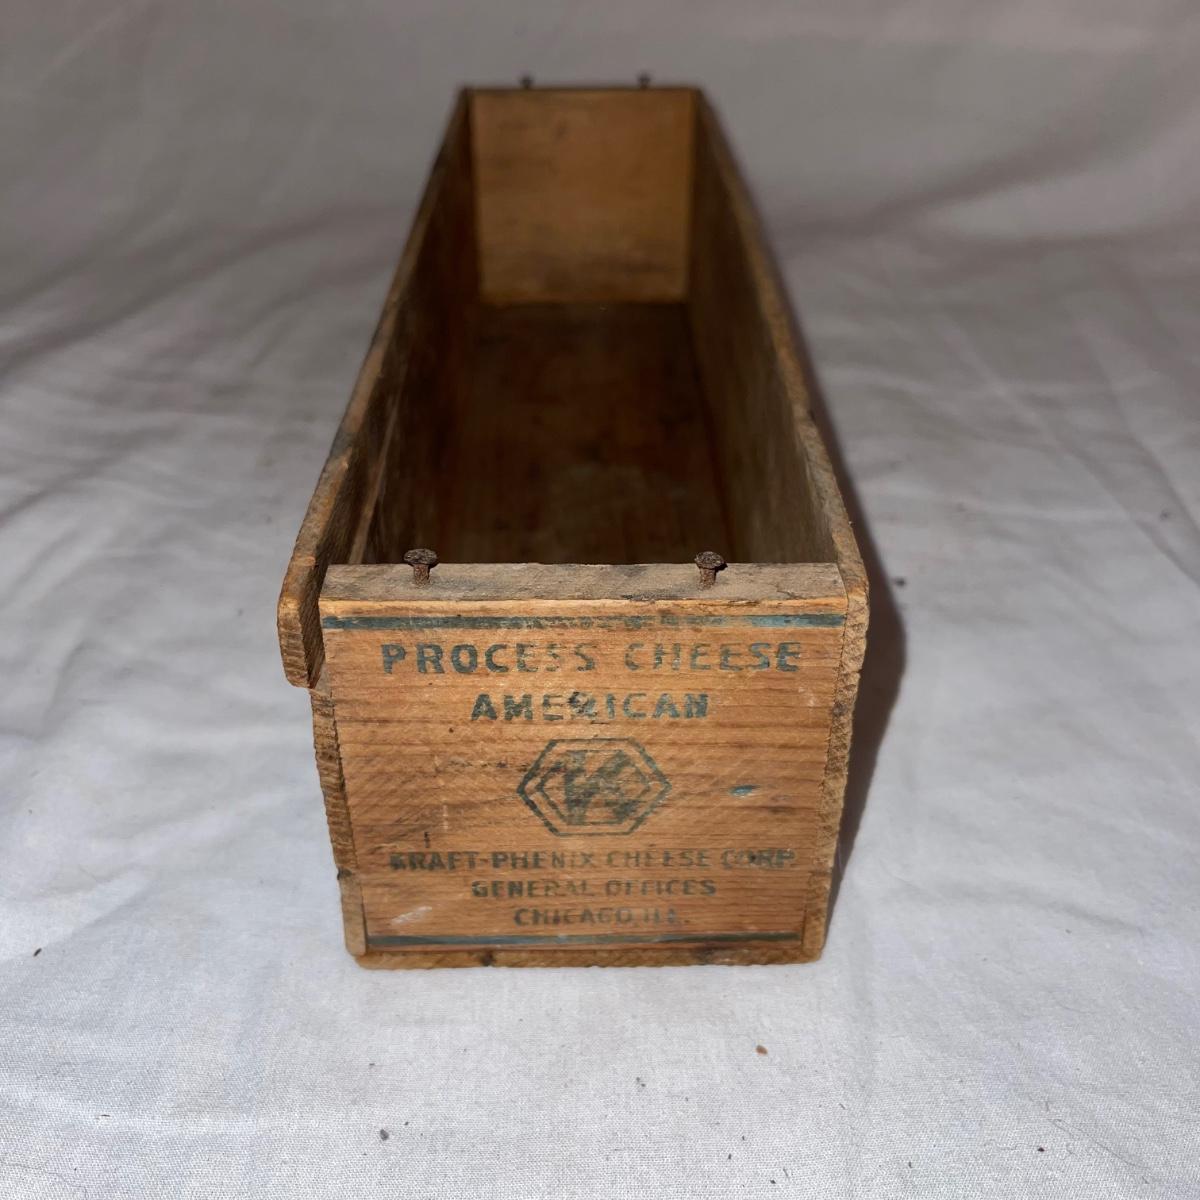 PROCESS CHEESE
AMERICAN
K
KRAFT-PHENIX CHEESE CORP.
GENERAL OFFICES
CHICAGO, ILL.